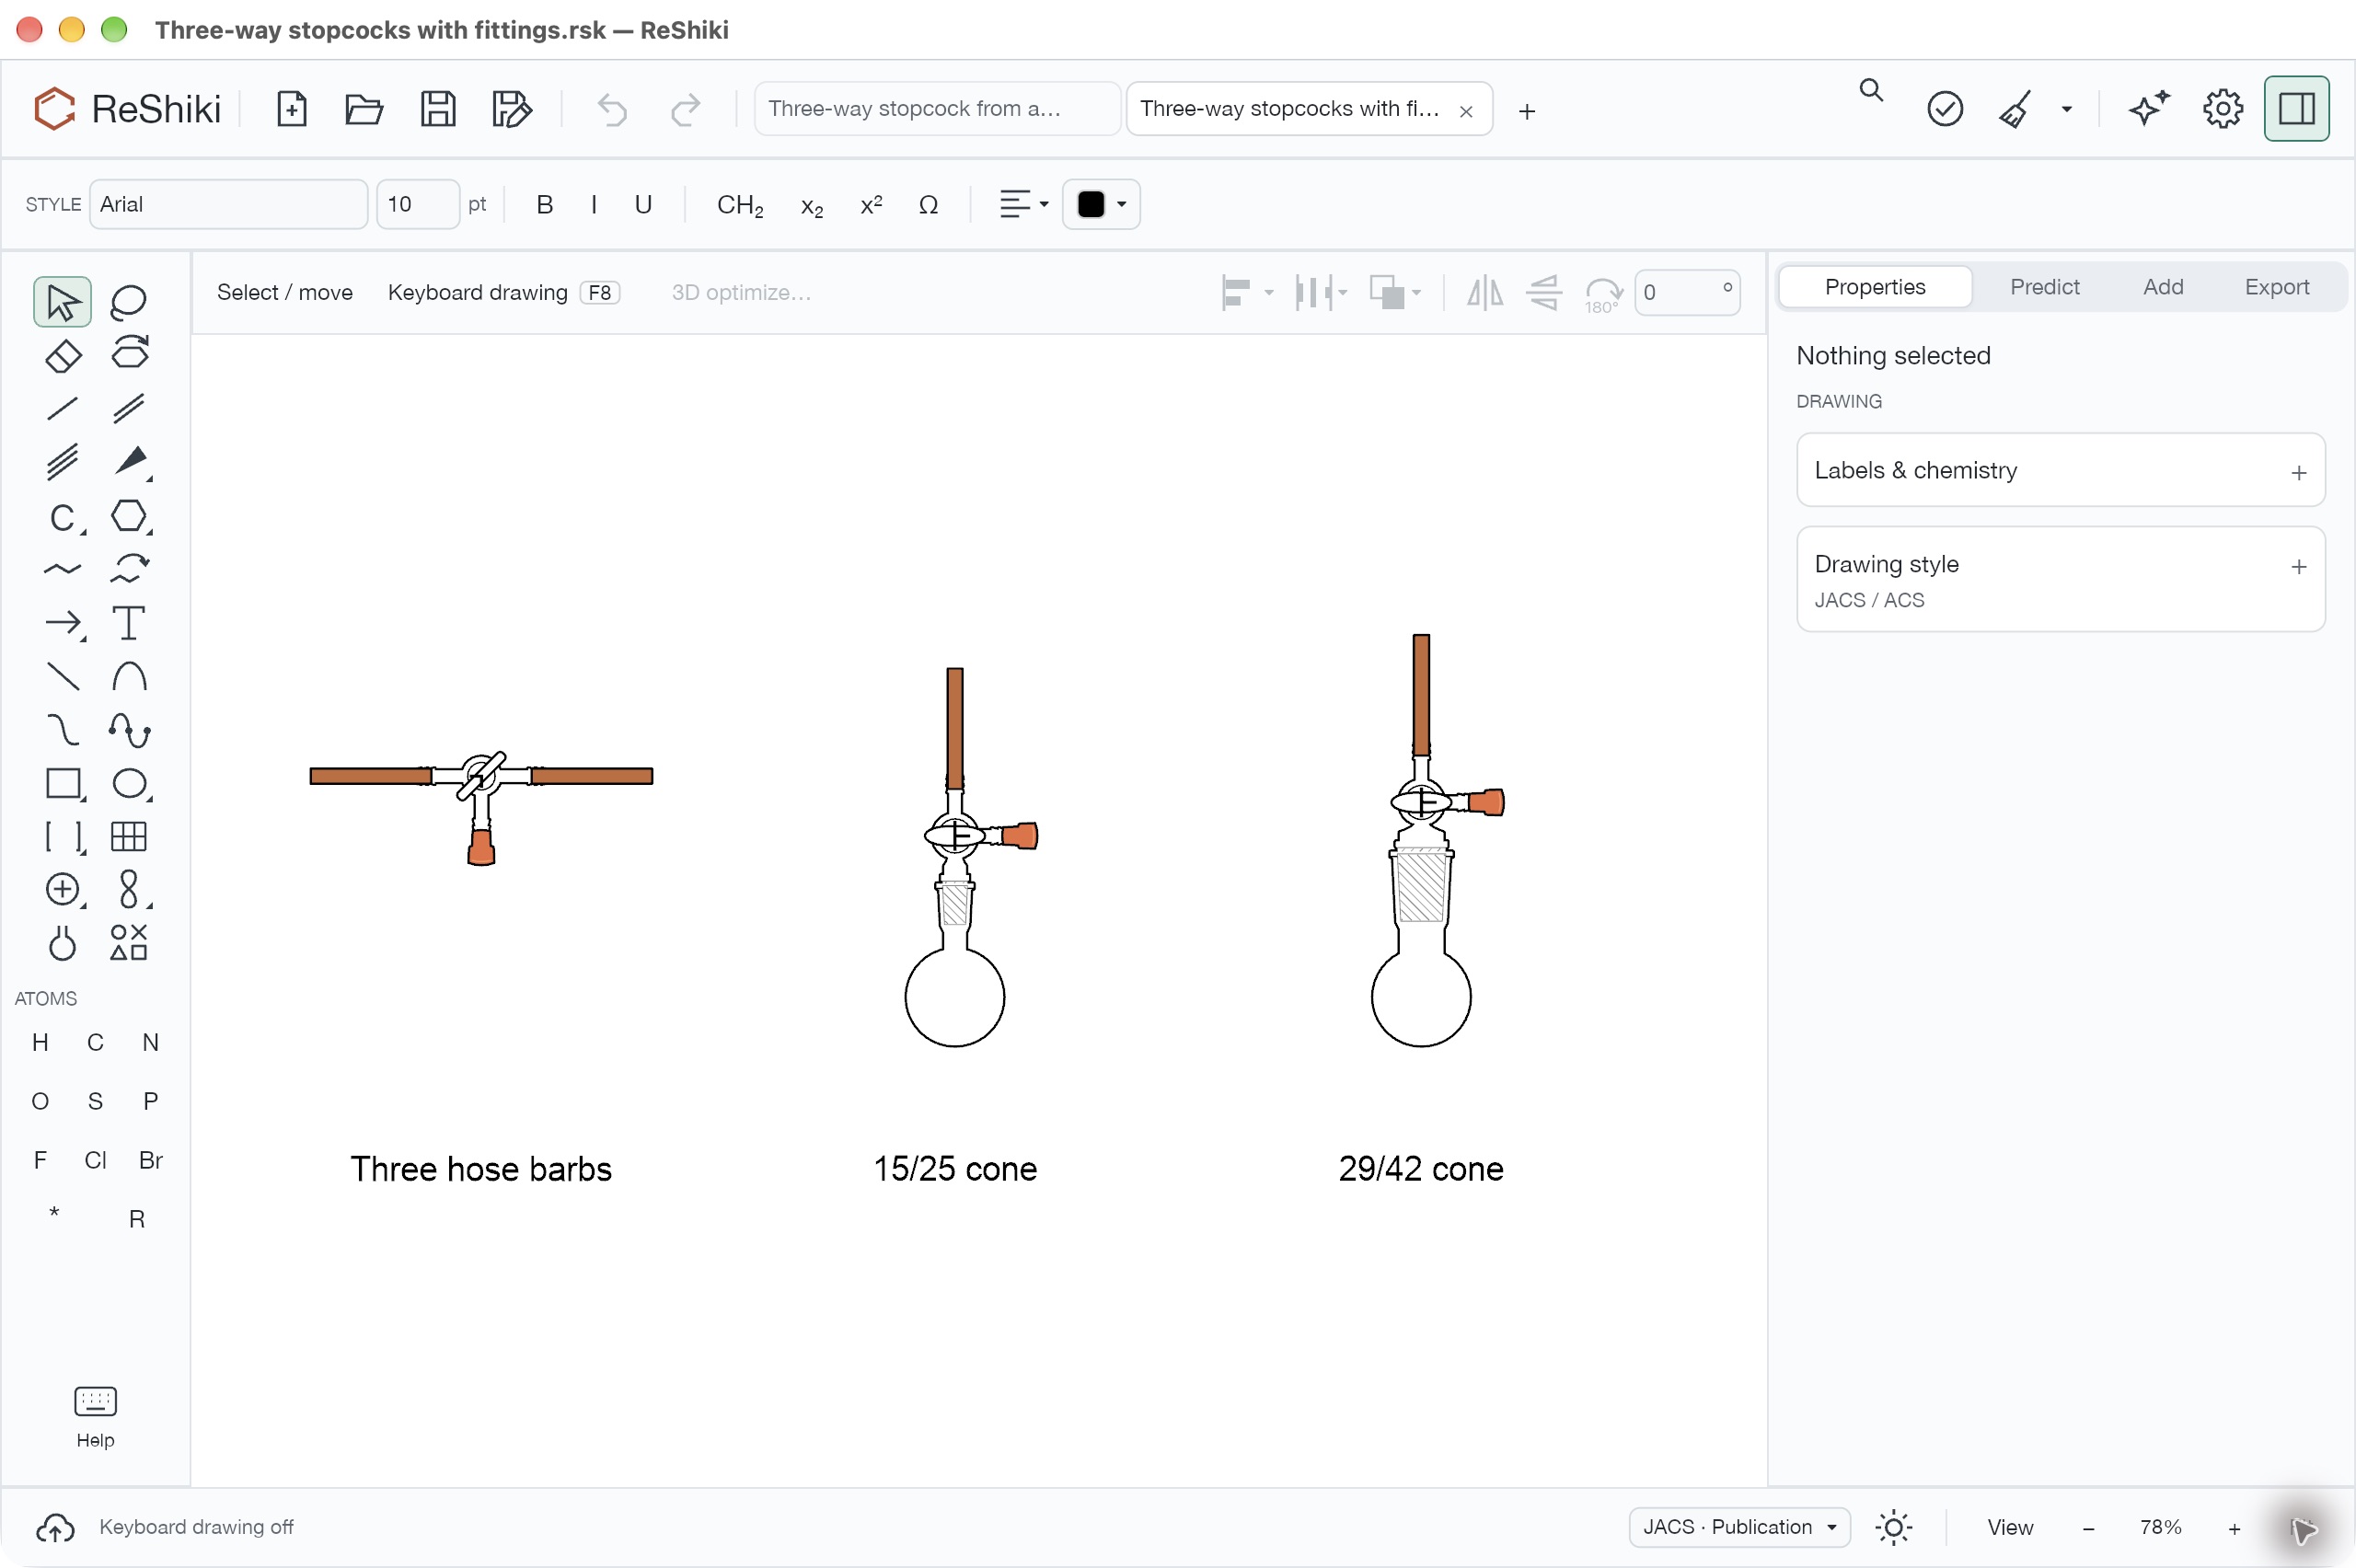 Three-way stopcocks with fittings.rsk — ReShiki
ReShiki
Three-way stopcock from a...
Three-way stopcocks with fi... ×
+
STYLE Arial 10 pt B I U CH₂ x₂ x² Ω
Select / move Keyboard drawing F8 3D optimize... 180° 0 °
Properties Predict Add Export
Nothing selected
DRAWING
Labels & chemistry +
Drawing style +
JACS / ACS
C
T
ATOMS
H C N
O S P
F Cl Br
* R
Help
Three hose barbs
15/25 cone
29/42 cone
Keyboard drawing off
JACS · Publication
View − 78% +